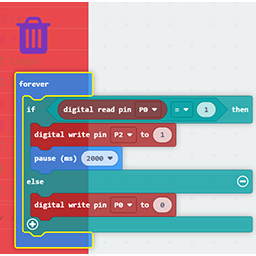 forever
if digital read pin P0 = 1 then
digital write pin P2 to 1
pause (ms) 2000
else
digital write pin P0 to 0